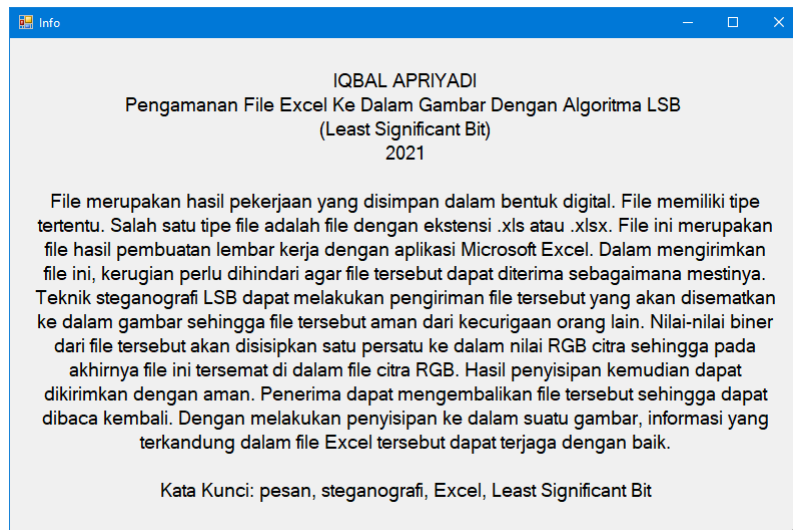 Info
IQBAL APRIYADI
Pengamanan File Excel Ke Dalam Gambar Dengan Algoritma LSB
(Least Significant Bit)
2021
File merupakan hasil pekerjaan yang disimpan dalam bentuk digital. File memiliki tipe
tertentu. Salah satu tipe file adalah file dengan ekstensi .xls atau .xlsx. File ini merupakan
file hasil pembuatan lembar kerja dengan aplikasi Microsoft Excel. Dalam mengirimkan
file ini, kerugian perlu dihindari agar file tersebut dapat diterima sebagaimana mestinya.
Teknik steganografi LSB dapat melakukan pengiriman file tersebut yang akan disematkan
ke dalam gambar sehingga file tersebut aman dari kecurigaan orang lain. Nilai-nilai biner
dari file tersebut akan disisipkan satu persatu ke dalam nilai RGB citra sehingga pada
akhirnya file ini tersemat di dalam file citra RGB. Hasil penyisipan kemudian dapat
dikirimkan dengan aman. Penerima dapat mengembalikan file tersebut sehingga dapat
dibaca kembali. Dengan melakukan penyisipan ke dalam suatu gambar, informasi yang
terkandung dalam file Excel tersebut dapat terjaga dengan baik.
Kata Kunci: pesan, steganografi, Excel, Least Significant Bit